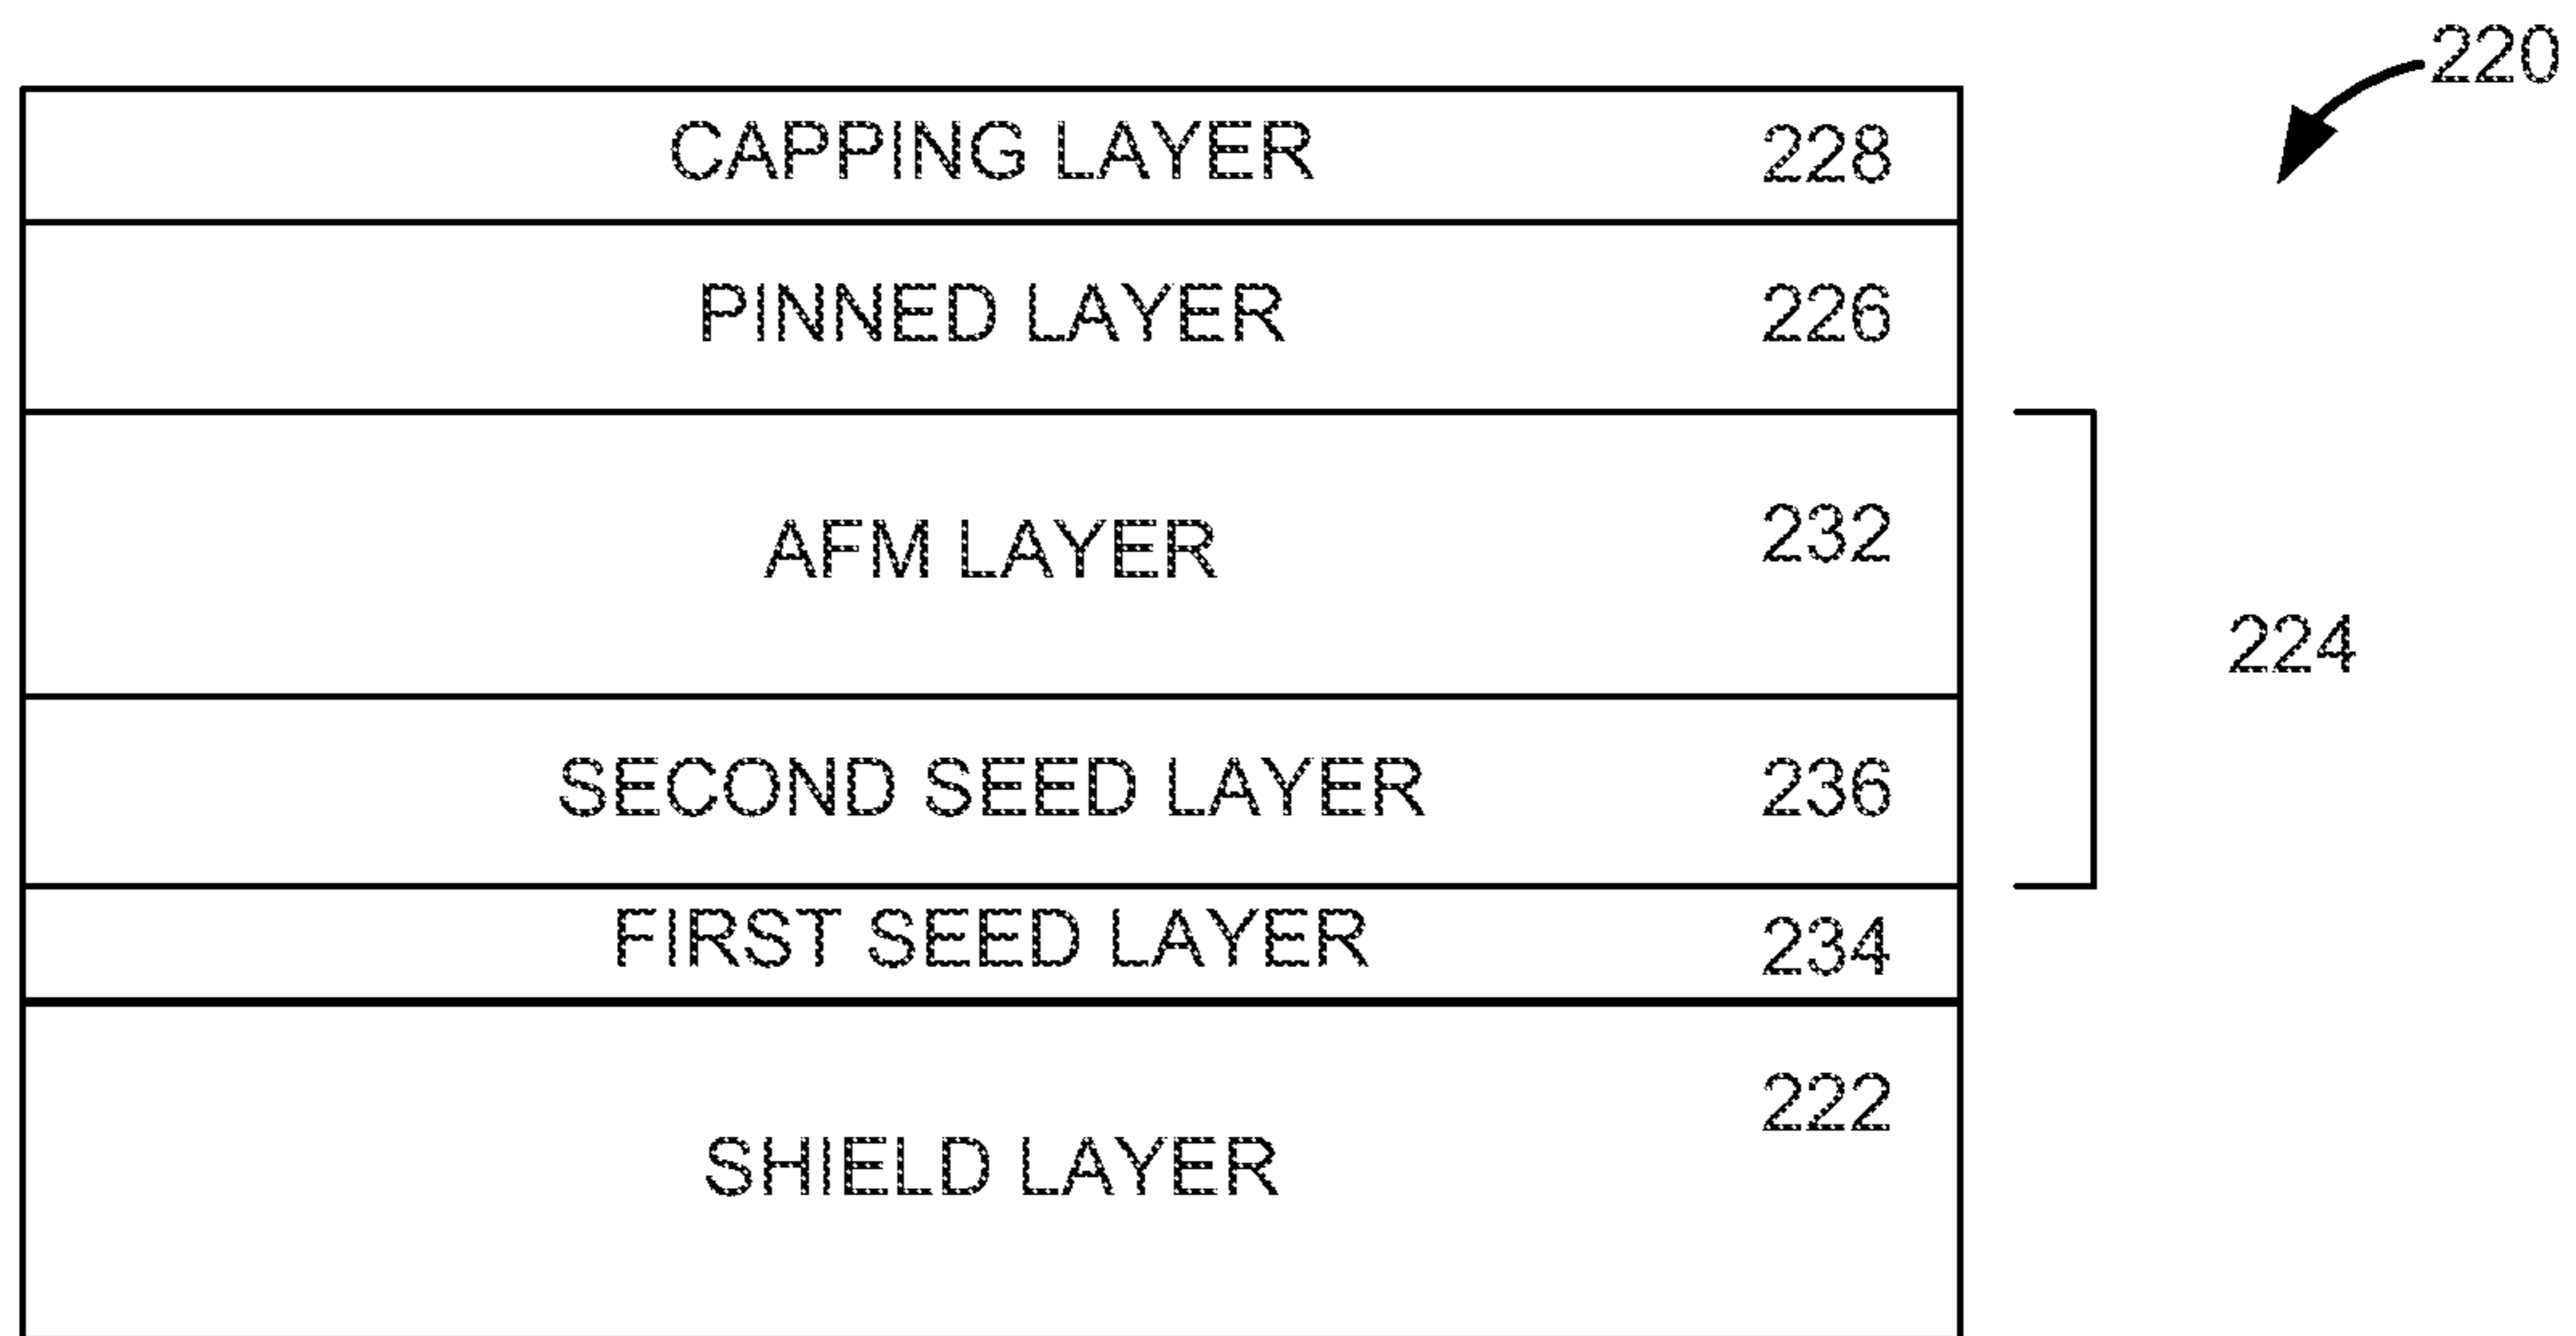 220
CAPPING LAYER 228
PINNED LAYER 226
AFM LAYER 232
224
SECOND SEED LAYER 236
FIRST SEED LAYER 234
SHIELD LAYER 222